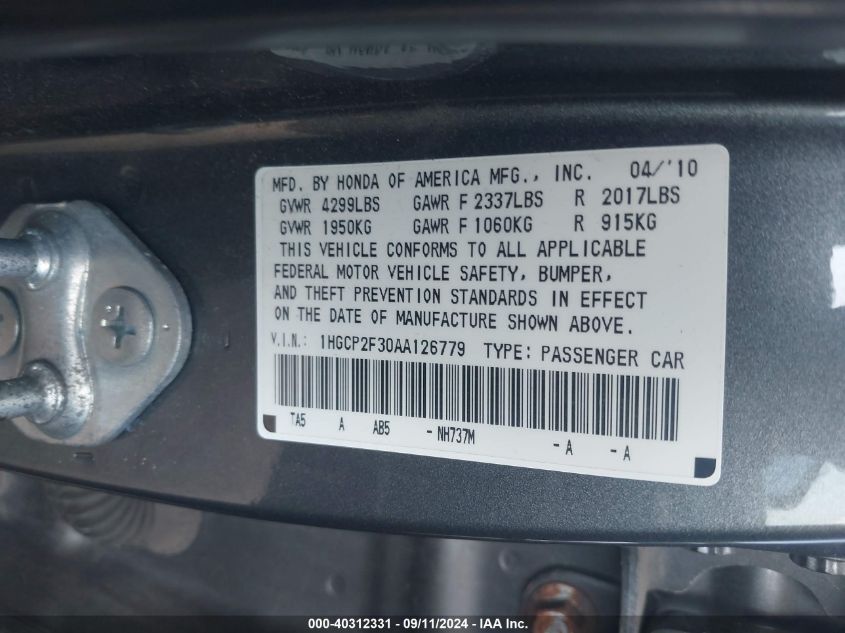 MFD. BY HONDA OF AMERICA MFG., INC. 04/'10
GVWR 4299LBS GAWR F 2337LBS R 2017LBS
GVWR 1950KG GAWR F 1060KG R 915KG
THIS VEHICLE CONFORMS TO ALL APPLICABLE
FEDERAL MOTOR VEHICLE SAFETY, BUMPER,
AND THEFT PREVENTION STANDARDS IN EFFECT
ON THE DATE OF MANUFACTURE SHOWN ABOVE.
V.I.N.: 1HGCP2F30AA126779 TYPE: PASSENGER CAR
TA5 A AB5 - NH737M - A - A
000-40312331 - 09/11/2024 - IAA Inc.